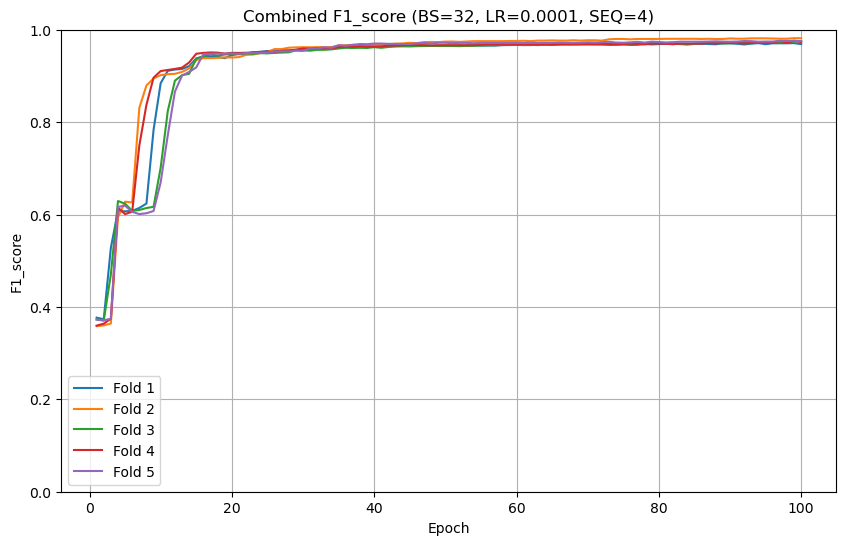 Combined F1_score (BS=32, LR=0.0001, SEQ=4)
F1_score
1.0
0.8
0.6
0.4
0.2
0.0
Fold 1
Fold 2
Fold 3
Fold 4
Fold 5
0 20 40 60 80 100
Epoch